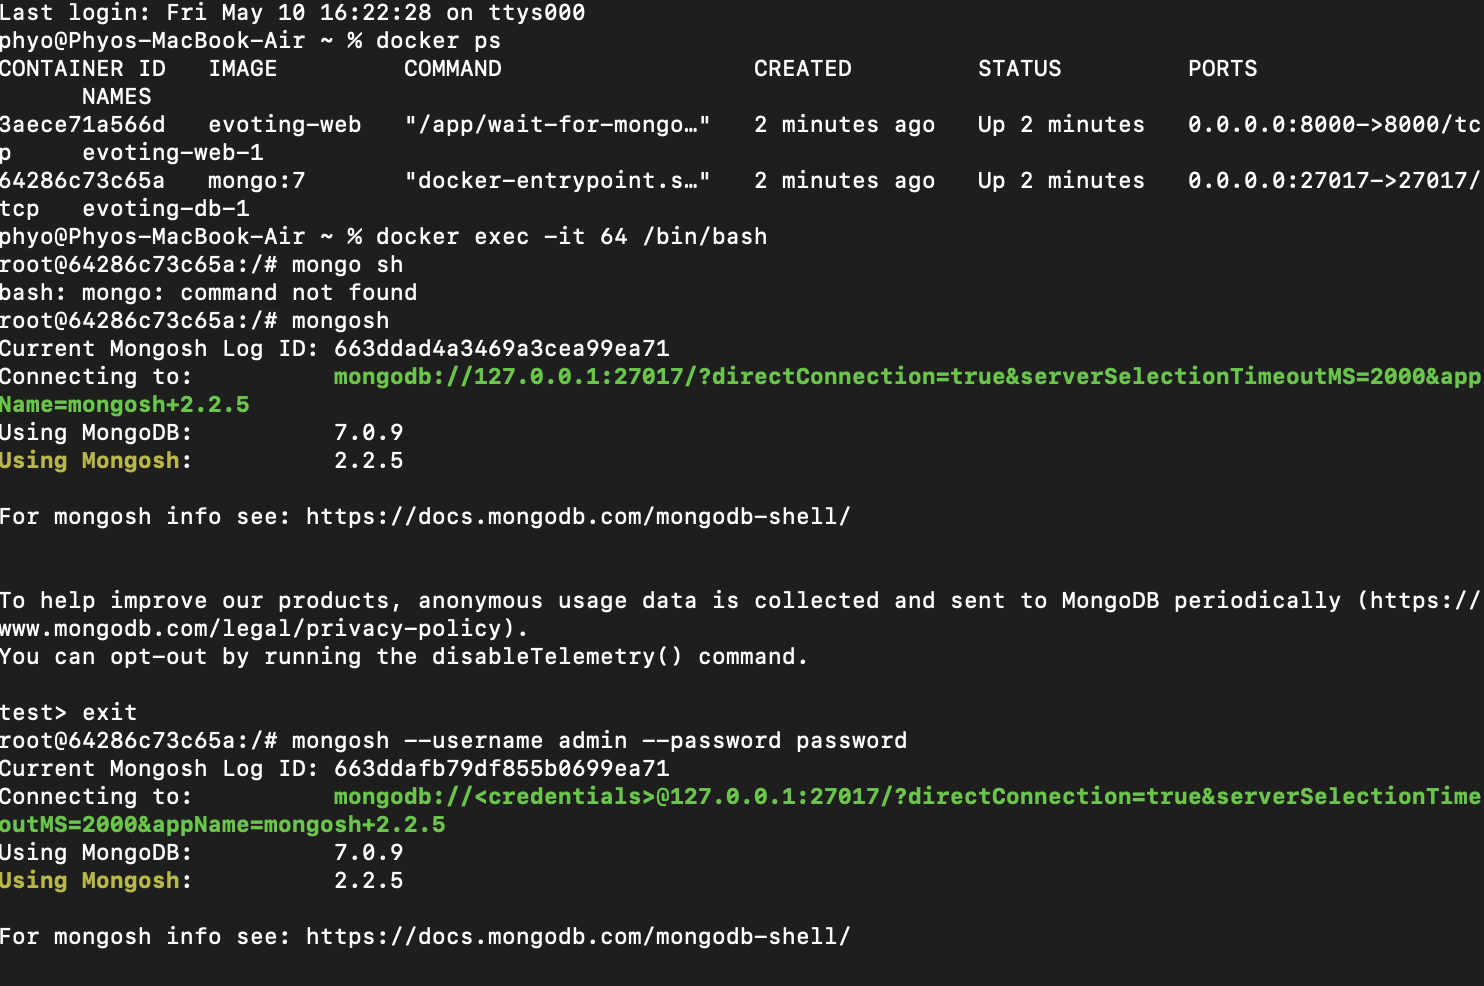 Last login: Fri May 10 16:22:28 on ttys000
phyo@Phyos-MacBook-Air ~ % docker ps
CONTAINER ID   IMAGE         COMMAND                  CREATED         STATUS         PORTS
      NAMES
3aece71a566d   evoting-web   "/app/wait-for-mongo…"   2 minutes ago   Up 2 minutes   0.0.0.0:8000->8000/tc
p     evoting-web-1
64286c73c65a   mongo:7       "docker-entrypoint.s…"   2 minutes ago   Up 2 minutes   0.0.0.0:27017->27017/
tcp   evoting-db-1
phyo@Phyos-MacBook-Air ~ % docker exec -it 64 /bin/bash
root@64286c73c65a:/# mongo sh
bash: mongo: command not found
root@64286c73c65a:/# mongosh
Current Mongosh Log ID: 663ddad4a3469a3cea99ea71
Connecting to:          mongodb://127.0.0.1:27017/?directConnection=true&serverSelectionTimeoutMS=2000&app
Name=mongosh+2.2.5
Using MongoDB:          7.0.9
Using Mongosh:          2.2.5
For mongosh info see: https://docs.mongodb.com/mongodb-shell/
To help improve our products, anonymous usage data is collected and sent to MongoDB periodically (https://
www.mongodb.com/legal/privacy-policy).
You can opt-out by running the disableTelemetry() command.
test> exit
root@64286c73c65a:/# mongosh --username admin --password password
Current Mongosh Log ID: 663ddafb79df855b0699ea71
Connecting to:          mongodb://<credentials>@127.0.0.1:27017/?directConnection=true&serverSelectionTime
outMS=2000&appName=mongosh+2.2.5
Using MongoDB:          7.0.9
Using Mongosh:          2.2.5
For mongosh info see: https://docs.mongodb.com/mongodb-shell/